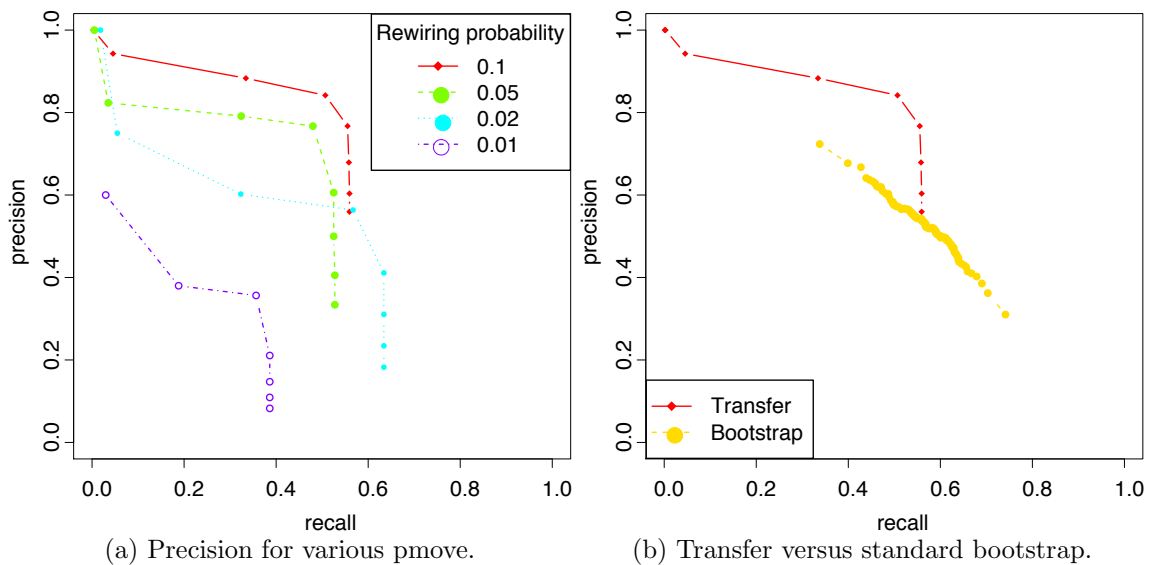 Rewiring probability
0.1
0.05
0.02
0.01
precision
0.0 0.2 0.4 0.6 0.8 1.0
0.0 0.2 0.4 0.6 0.8 1.0
recall
(a) Precision for various pmove.
Transfer
Bootstrap
precision
0.0 0.2 0.4 0.6 0.8 1.0
0.0 0.2 0.4 0.6 0.8 1.0
recall
(b) Transfer versus standard bootstrap.